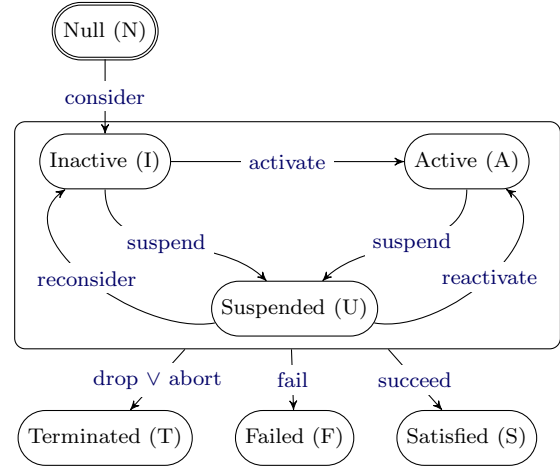 Null (N)
consider
Inactive (I)
activate
Active (A)
suspend
suspend
reconsider
reactivate
Suspended (U)
drop ∨ abort
fail
succeed
Terminated (T)
Failed (F)
Satisfied (S)